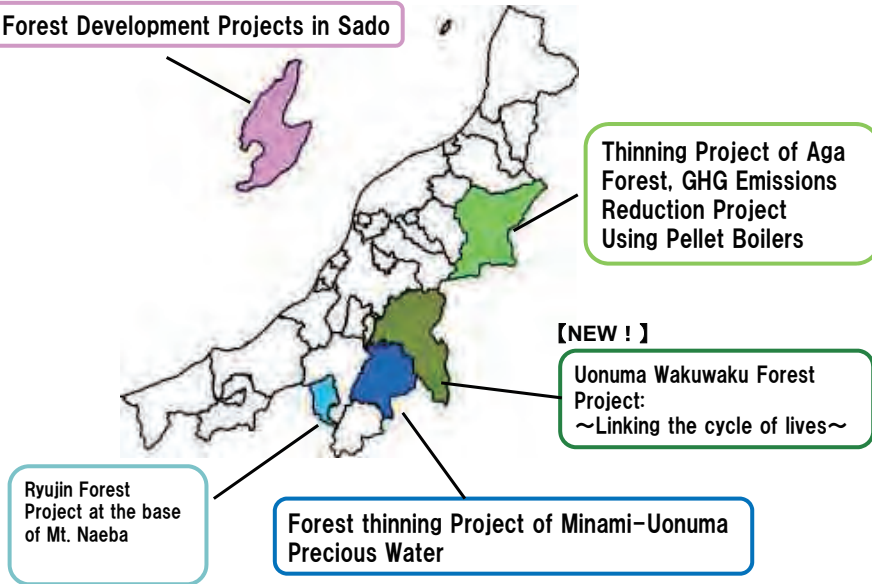 Forest Development Projects in Sado
Thinning Project of Aga
Forest, GHG Emissions
Reduction Project
Using Pellet Boilers
【NEW！】
Uonuma Wakuwaku Forest
Project:
～Linking the cycle of lives～
Ryujin Forest
Project at the base
of Mt. Naeba
Forest thinning Project of Minami-Uonuma
Precious Water